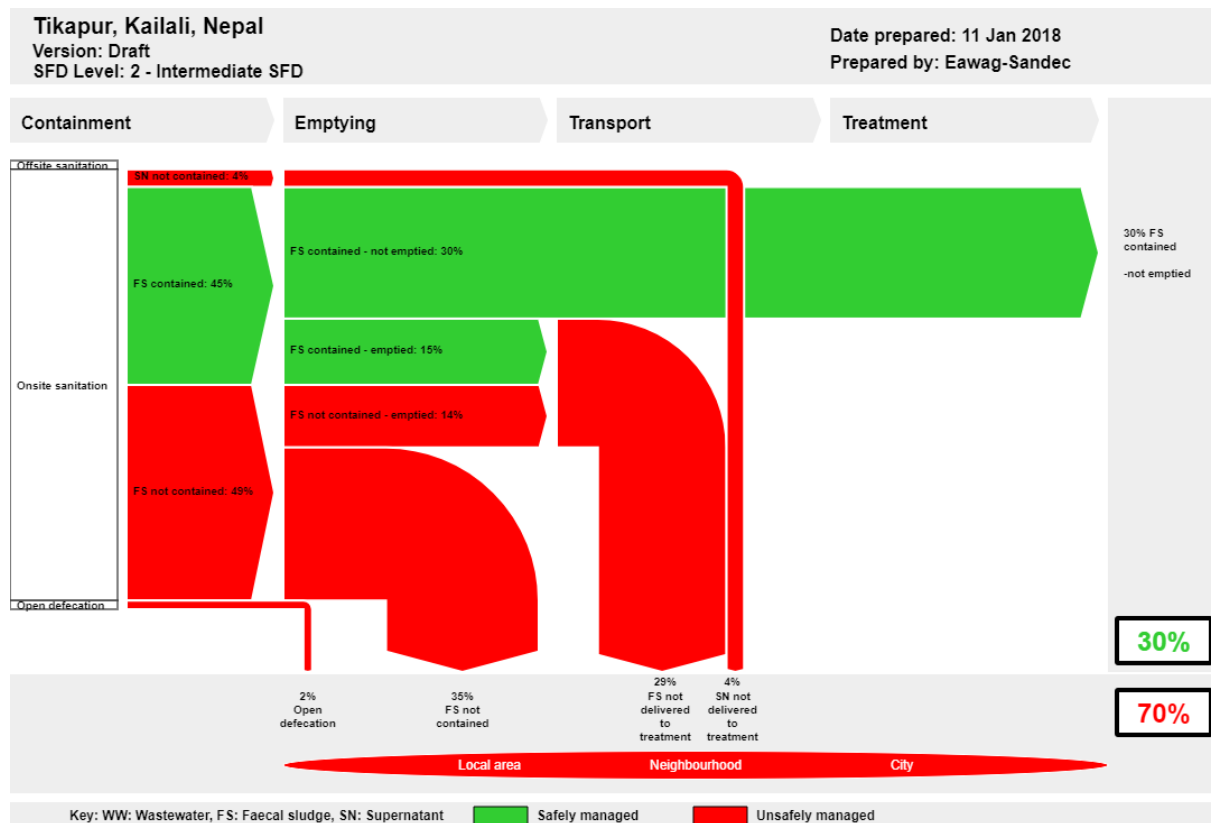 Tikapur, Kailali, Nepal
Version: Draft
SFD Level: 2 - Intermediate SFD
Date prepared: 11 Jan 2018
Prepared by: Eawag-Sandec
Containment
Emptying
Transport
Treatment
Offsite sanitation
SN not contained: 4%
FS contained - not emptied: 30%
30% FS
contained
-not emptied
FS contained: 45%
FS contained - emptied: 15%
Onsite sanitation
FS not contained - emptied: 14%
FS not contained: 49%
Open defecation
30%
2%
Open
defecation
35%
FS not
contained
29%
FS not
delivered
to
treatment
4%
SN not
delivered
to
treatment
70%
Local area
Neighbourhood
City
Key: WW: Wastewater, FS: Faecal sludge, SN: Supernatant
Safely managed
Unsafely managed